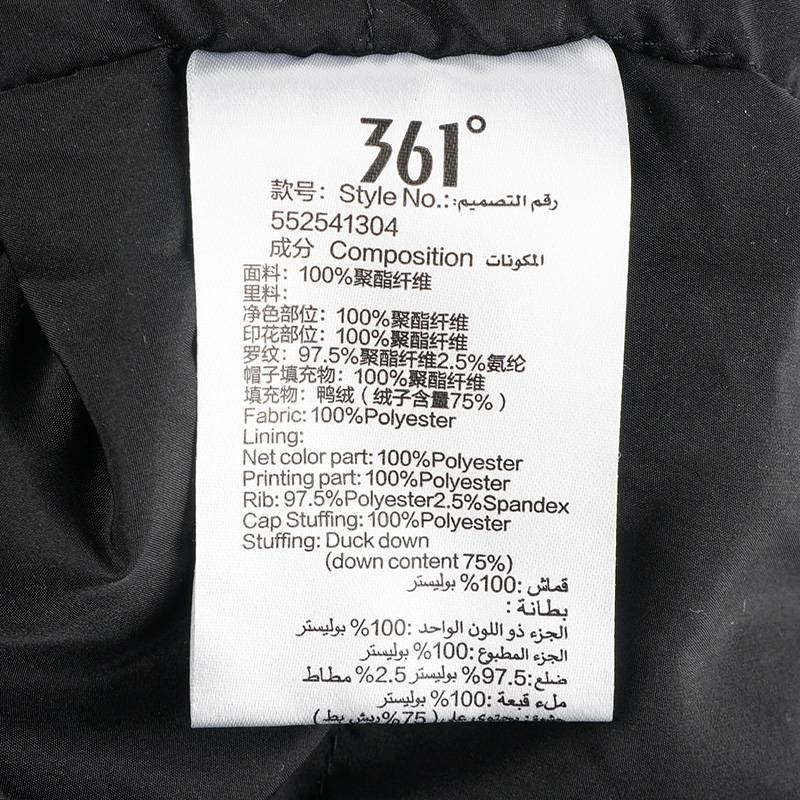 361°
款号: Style No.: رقم التصميم:
552541304
成分 Composition المكونات
面料: 100%聚酯纤维
里料:
净色部位: 100%聚酯纤维
印花部位: 100%聚酯纤维
罗纹: 97.5%聚酯纤维2.5%氨纶
帽子填充物: 100%聚酯纤维
填充物: 鸭绒 (绒子含量75%)
Fabric: 100%Polyester
Lining:
Net color part: 100%Polyester
Printing part: 100%Polyester
Rib: 97.5%Polyester2.5%Spandex
Cap Stuffing: 100%Polyester
Stuffing: Duck down
(down content 75%)
قماش: 100% بوليستر
بطانة:
الجزء ذو اللون الواحد: 100% بوليستر
الجزء المطبوع: 100% بوليستر
ضلع: 97.5% بوليستر 2.5% مطاط
ملء قبعة: 100% بوليستر
75% ريش بط)